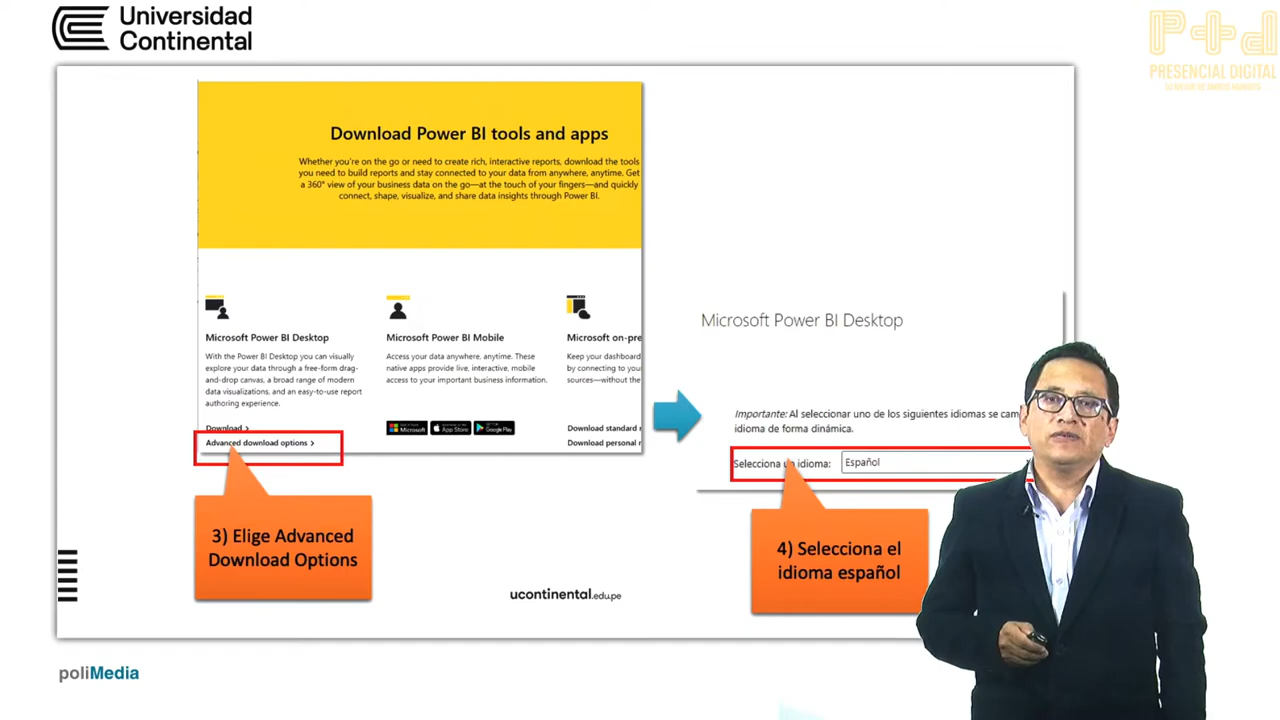 Universidad
Continental
P+d
PRESENCIAL DIGITAL
Download Power BI tools and apps
Whether you're on the go or need to create rich, interactive reports, download the tools
you need to build reports and stay connected to your data from anywhere, anytime. Get
a 360° view of your business data on the go—at the touch of your fingers—and quickly
connect, shape, visualize, and share data insights through Power BI.
Microsoft Power BI Desktop
With the Power BI Desktop you can visually
explore your data through a free-form drag-
and-drop canvas, a broad range of modern
data visualizations, and an easy-to-use report
authoring experience.
Download >
Advanced download options >
Microsoft Power BI Mobile
Access your data anywhere, anytime. These
native apps provide live, interactive, mobile
access to your important business information.
Microsoft
App Store
Google Play
Microsoft on-pre
Keep your dashboard
by connecting to you
sources—without the
Download standard
Download personal
3) Elige Advanced
Download Options
Microsoft Power BI Desktop
Importante: Al seleccionar uno de los siguientes idiomas se cam
idioma de forma dinámica.
Selecciona un idioma:
Español
4) Selecciona el
idioma español
ucontinental.edu.pe
poliMedia